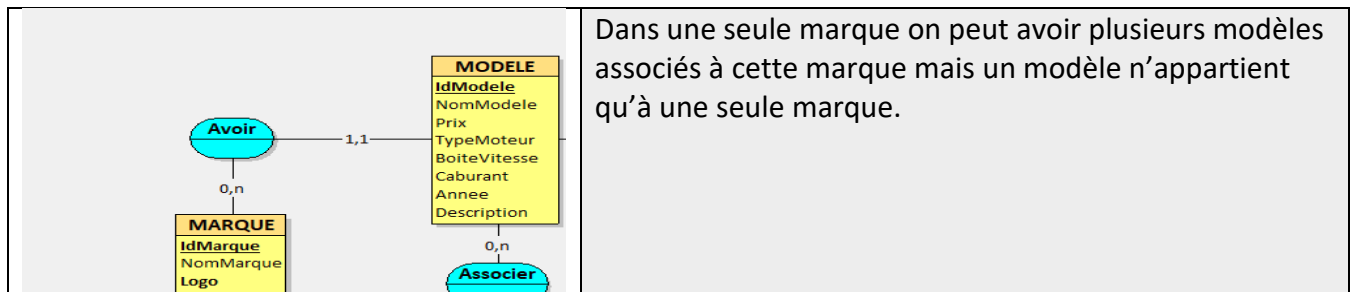 MODELE
IdModele
NomModele
Prix
TypeMoteur
BoiteVitesse
Caburant
Annee
Description
Avoir
1,1
0,n
MARQUE
IdMarque
NomMarque
Logo
0,n
Associer
Dans une seule marque on peut avoir plusieurs modèles
associés à cette marque mais un modèle n’appartient
qu’à une seule marque.